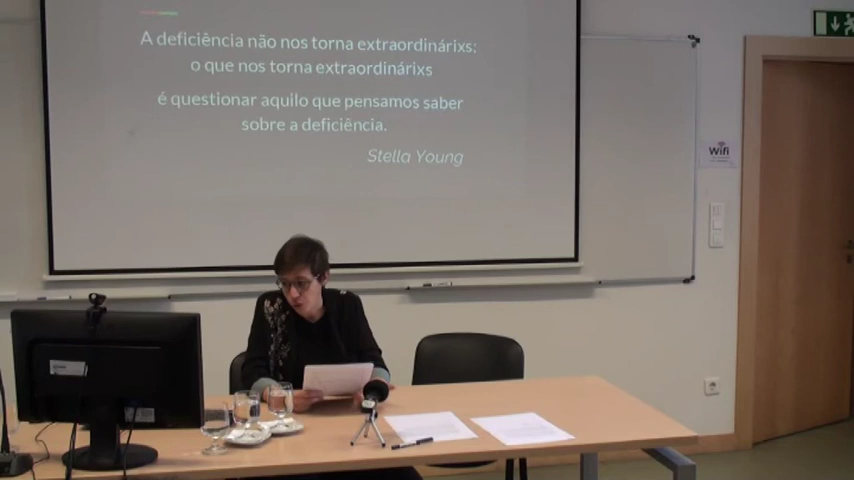 A deficiência não nos torna extraordinárixs;
o que nos torna extraordinárixs
é questionar aquilo que pensamos saber
sobre a deficiência.
Stella Young
Wifi